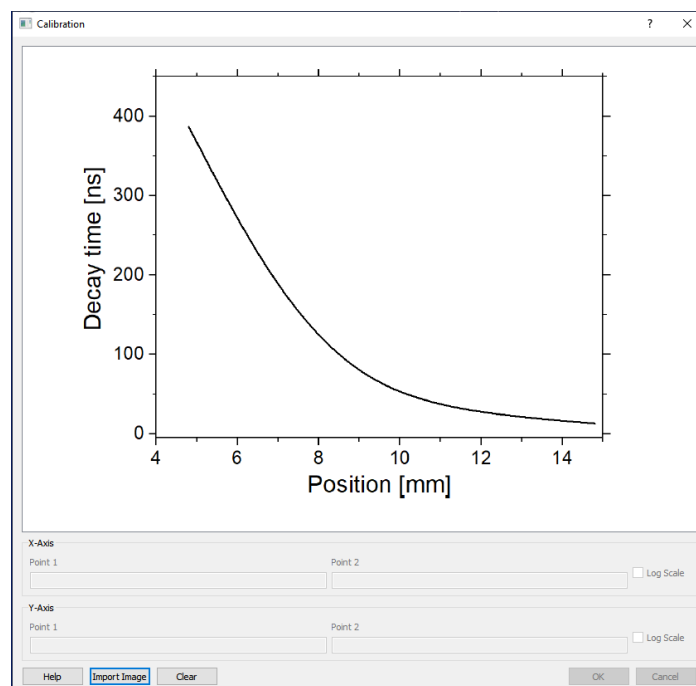 Calibration
?
400
300
200
100
0
Decay time [ns]
4 6 8 10 12 14
Position [mm]
X-Axis
Point 1 Point 2
Log Scale
Y-Axis
Point 1 Point 2
Log Scale
Help Import Image Clear OK Cancel